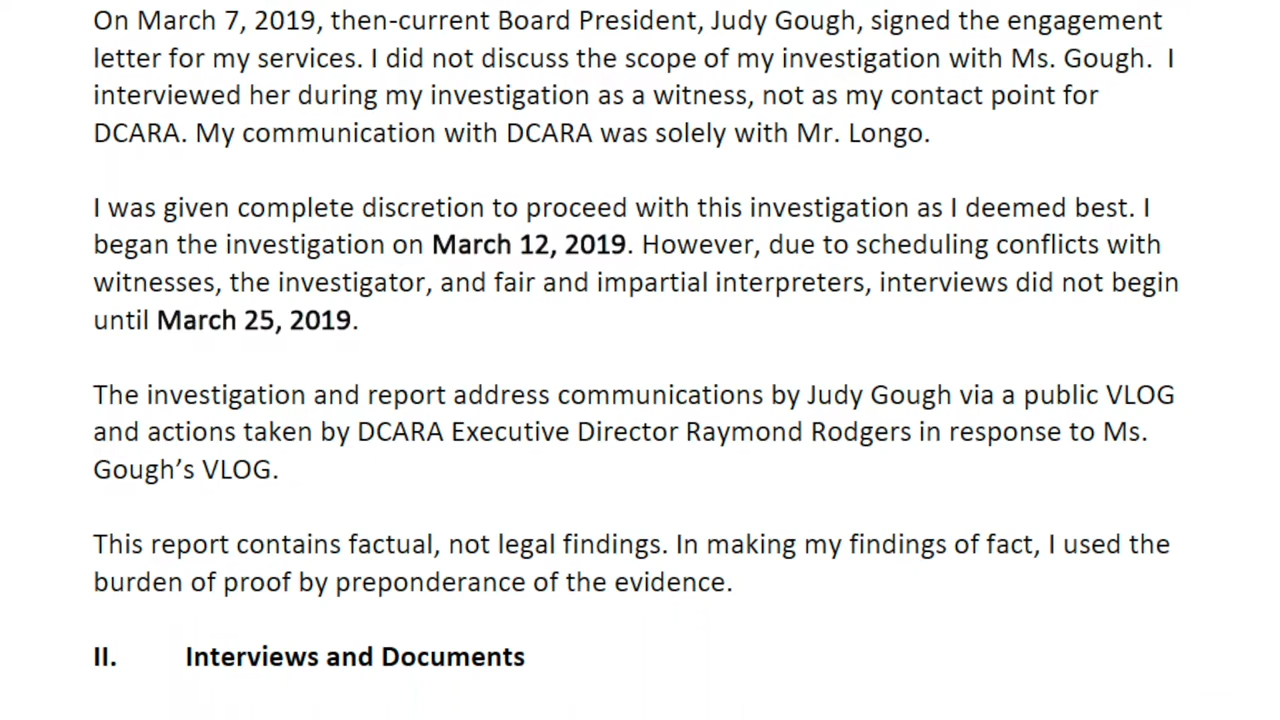 On March 7, 2019, then-current Board President, Judy Gough, signed the engagement
letter for my services. I did not discuss the scope of my investigation with Ms. Gough.  I
interviewed her during my investigation as a witness, not as my contact point for
DCARA. My communication with DCARA was solely with Mr. Longo.
I was given complete discretion to proceed with this investigation as I deemed best. I
began the investigation on March 12, 2019. However, due to scheduling conflicts with
witnesses, the investigator, and fair and impartial interpreters, interviews did not begin
until March 25, 2019.
The investigation and report address communications by Judy Gough via a public VLOG
and actions taken by DCARA Executive Director Raymond Rodgers in response to Ms.
Gough’s VLOG.
This report contains factual, not legal findings. In making my findings of fact, I used the
burden of proof by preponderance of the evidence.
II. Interviews and Documents